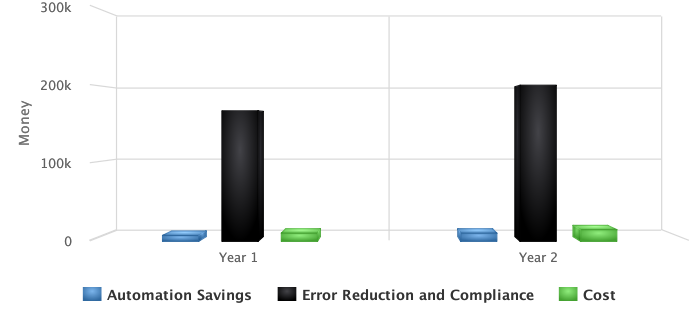 300k
200k
Money
100k
0
Year 1 Year 2
Automation Savings Error Reduction and Compliance Cost